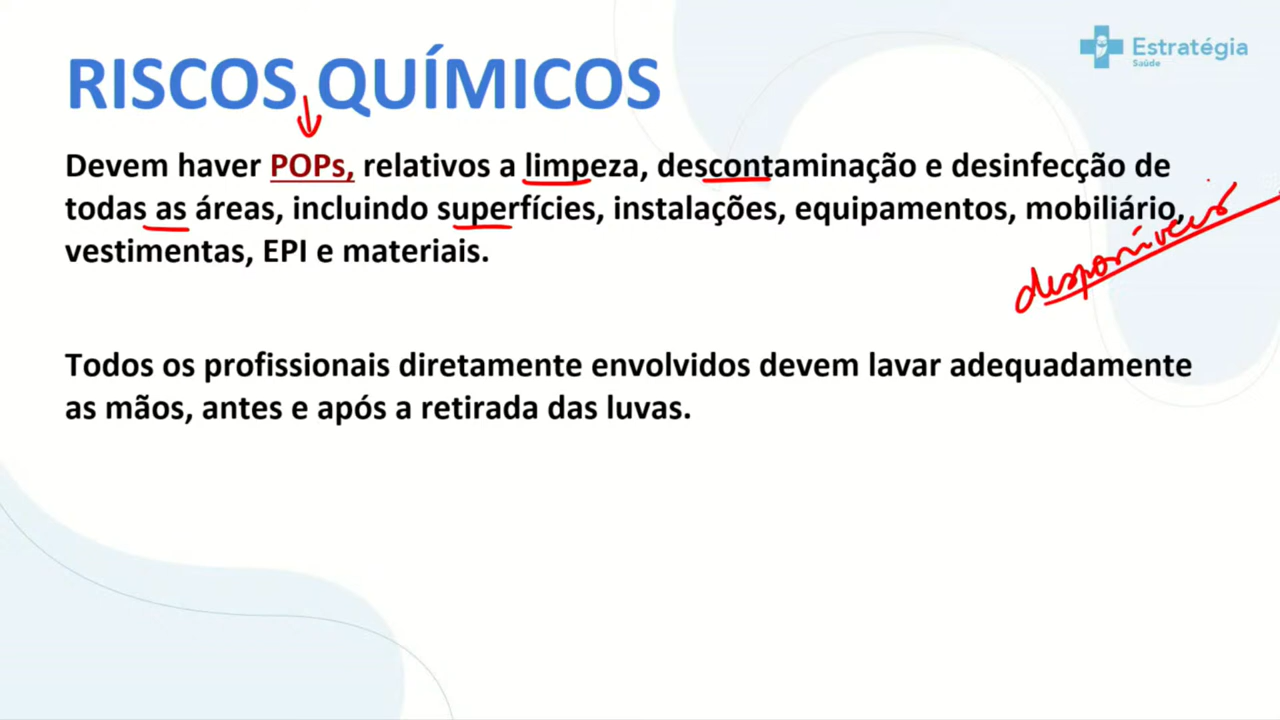 Estratégia
Saúde
RISCOS QUÍMICOS
Devem haver POPs, relativos a limpeza, descontaminação e desinfecção de
todas as áreas, incluindo superfícies, instalações, equipamentos, mobiliário,
vestimentas, EPI e materiais.
disponíveis
Todos os profissionais diretamente envolvidos devem lavar adequadamente
as mãos, antes e após a retirada das luvas.